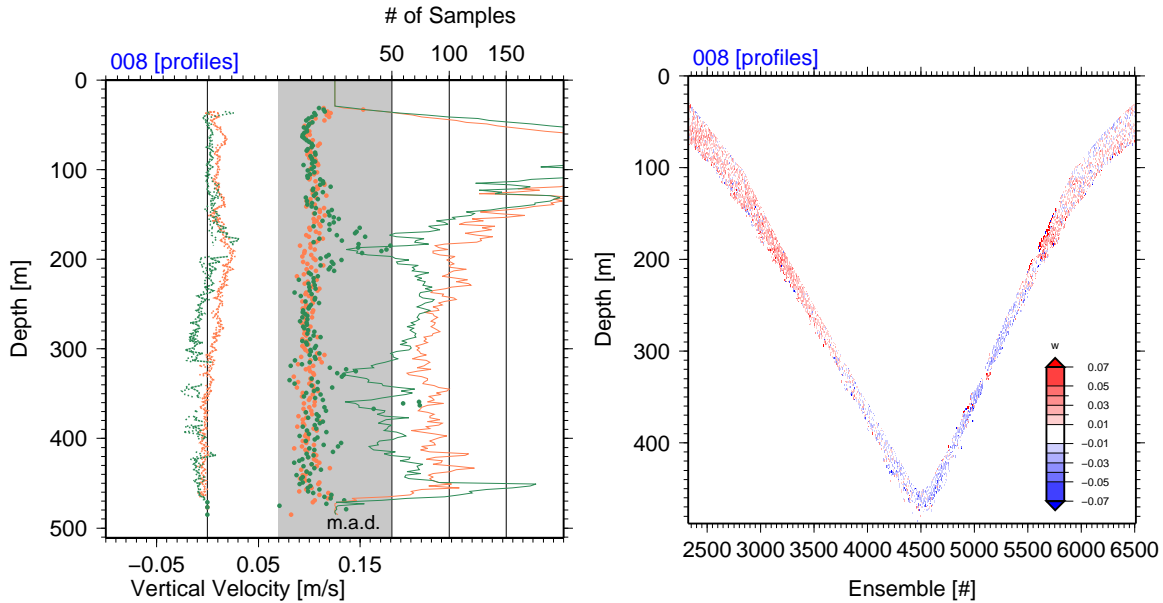 # of Samples
008 [profiles]
50 100 150
0
100
200
300
400
500
Depth [m]
m.a.d.
−0.05 0.05 0.15
Vertical Velocity [m/s]
008 [profiles]
0
100
200
300
400
Depth [m]
w
0.07
0.05
0.03
0.01
−0.01
−0.03
−0.05
−0.07
2500 3000 3500 4000 4500 5000 5500 6000 6500
Ensemble [#]